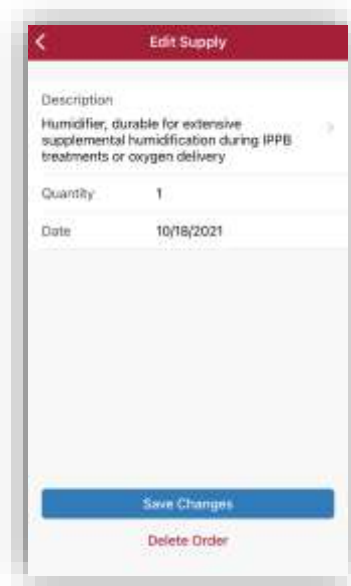 Edit Supply
Description
Humidifier, durable for extensive
supplemental humidification during IPPB
treatments or oxygen delivery
Quantity 1
Date 10/18/2021
Save Changes
Delete Order